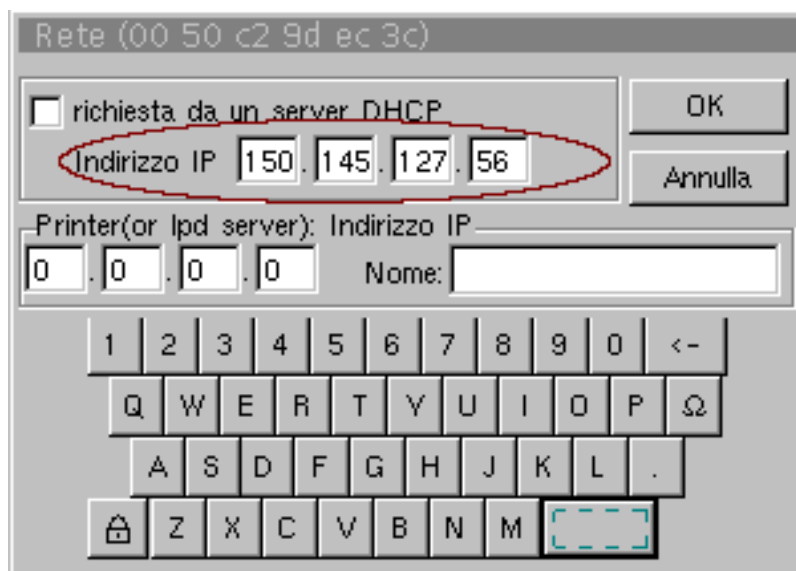 Rete (00 50 c2 9d ec 3c)
richiesta da un server DHCP
OK
Indirizzo IP 150.145.127.56
Annulla
Printer(or lpd server): Indirizzo IP
0.0.0.0 Nome:
1 2 3 4 5 6 7 8 9 0 <-
Q W E R T Y U I O P Ω
A S D F G H J K L .
Z X C V B N M